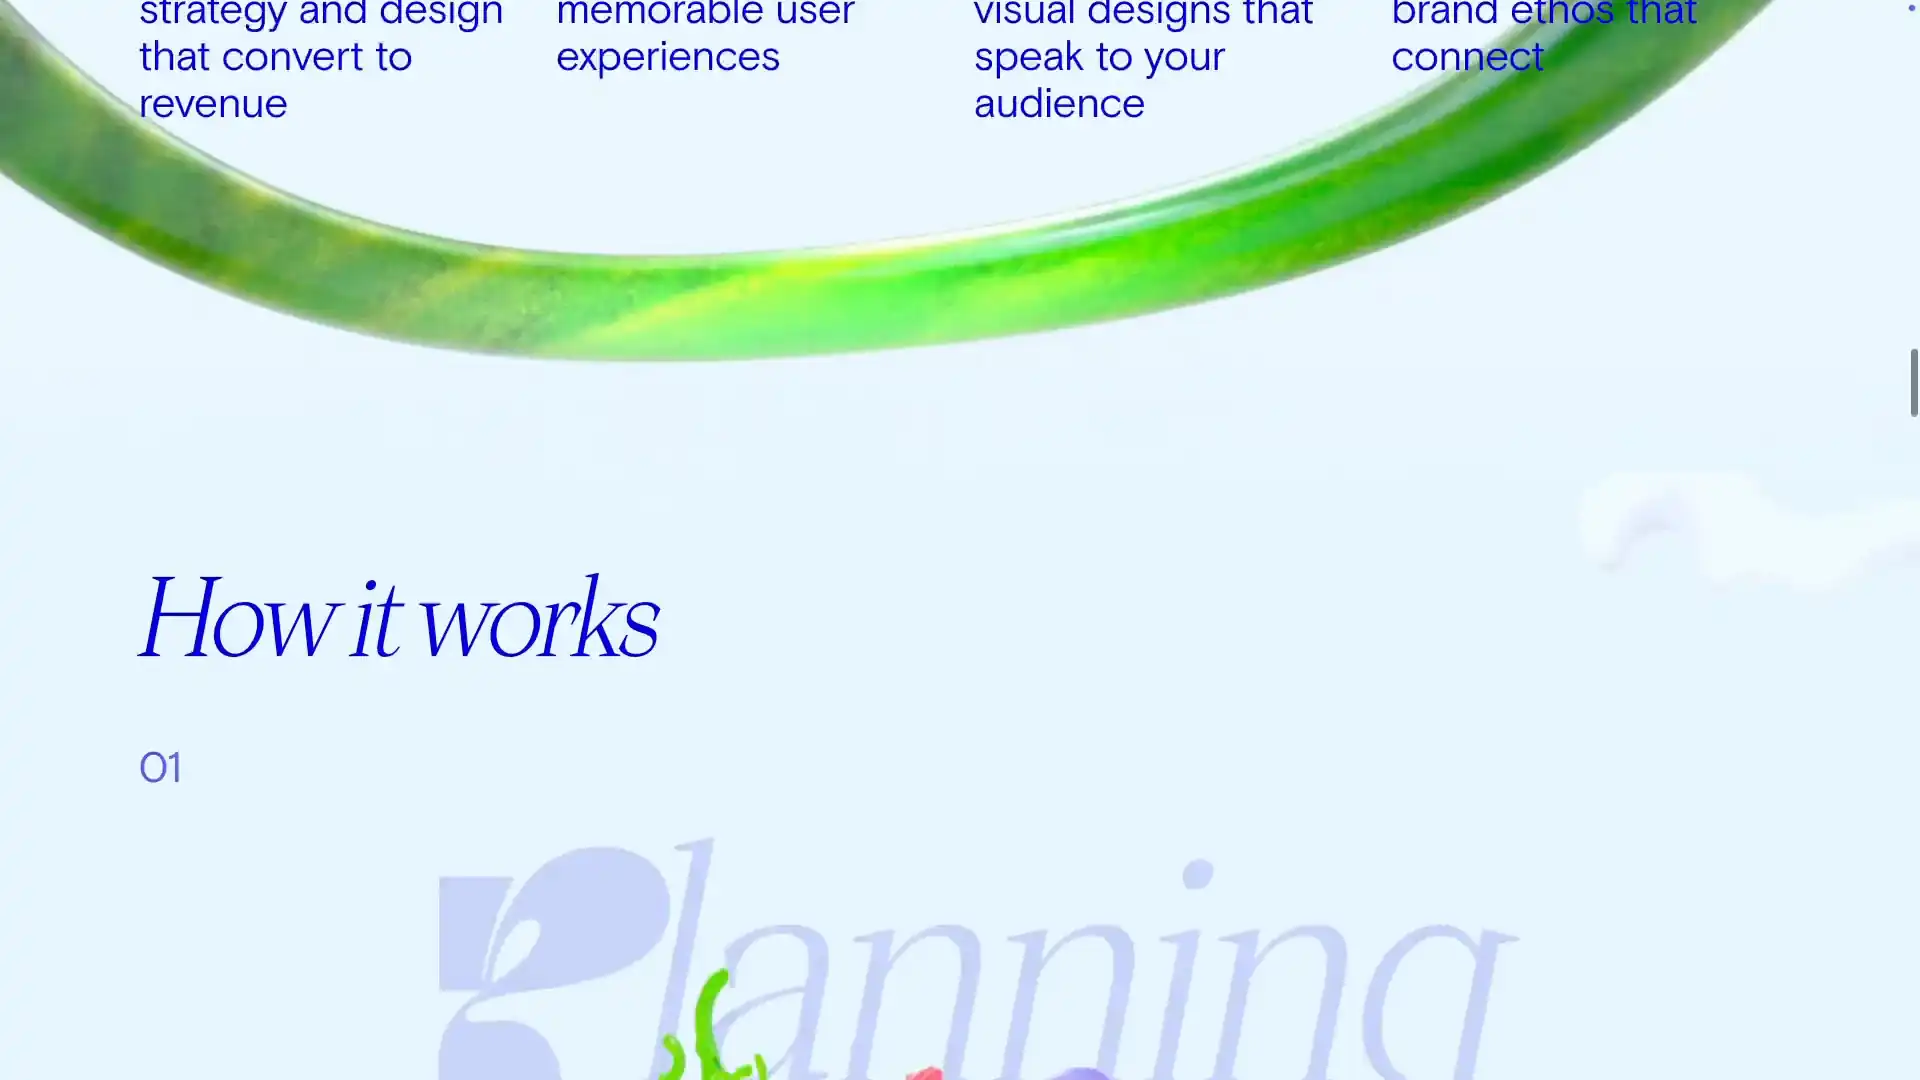 strategy and design
that convert to
revenue
memorable user
experiences
visual designs that
speak to your
audience
brand ethos that
connect
How it works
01
Planning